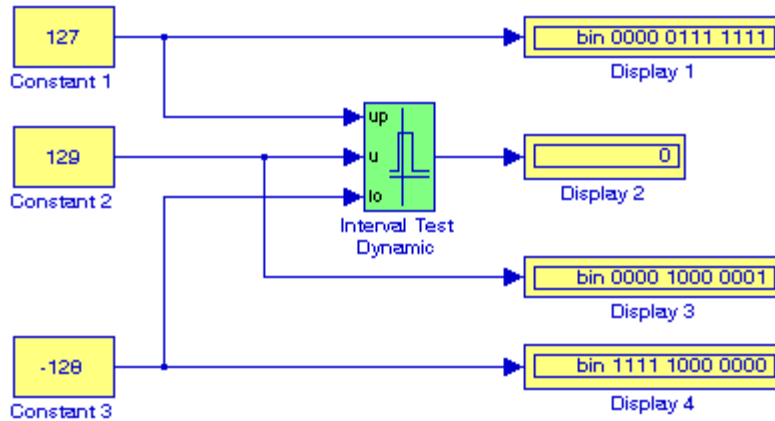 127
Constant 1
bin 0000 0111 1111
Display 1
up
u
lo
Interval Test
Dynamic
129
Constant 2
0
Display 2
bin 0000 1000 0001
Display 3
-128
Constant 3
bin 1111 1000 0000
Display 4